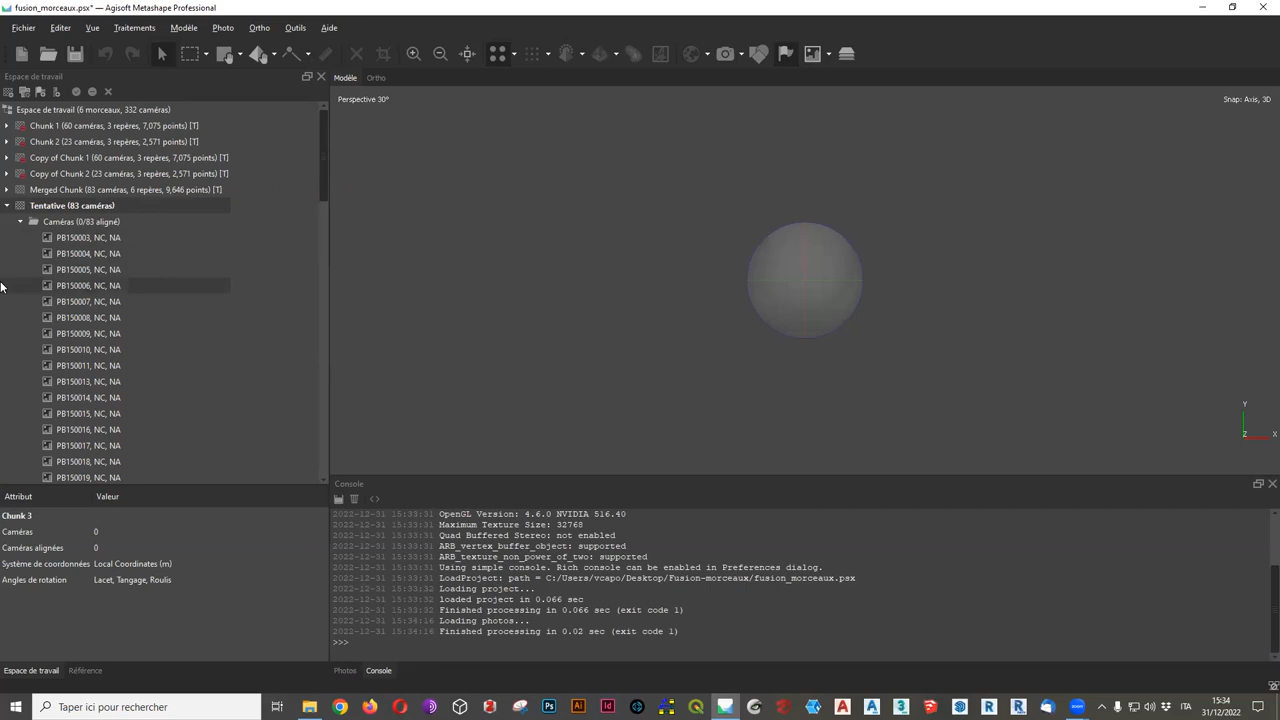 fusion_morceaux.psx* — Agisoft Metashape Professional
Fichier Editer Vue Traitements Modèle Photo Ortho Outils Aide
Espace de travail
Modèle Ortho
Perspective 30°
Snap: Axis, 3D
Espace de travail (6 morceaux, 332 caméras)
Chunk 1 (60 caméras, 3 repères, 7,075 points) [T]
Chunk 2 (23 caméras, 3 repères, 2,571 points) [T]
Copy of Chunk 1 (60 caméras, 3 repères, 7,075 points) [T]
Copy of Chunk 2 (23 caméras, 3 repères, 2,571 points) [T]
Merged Chunk (83 caméras, 6 repères, 9,646 points) [T]
Tentative (83 caméras)
Caméras (0/83 aligné)
PB150003, NC, NA
PB150004, NC, NA
PB150005, NC, NA
PB150006, NC, NA
PB150007, NC, NA
PB150008, NC, NA
PB150009, NC, NA
PB150010, NC, NA
PB150011, NC, NA
PB150013, NC, NA
PB150014, NC, NA
PB150015, NC, NA
PB150016, NC, NA
PB150017, NC, NA
PB150018, NC, NA
PB150019, NC, NA
Y
Z X
Attribut Valeur
Chunk 3
Caméras 0
Caméras alignées 0
Système de coordonnées Local Coordinates (m)
Angles de rotation Lacet, Tangage, Roulis
Console
2022-12-31 15:33:31 OpenGL Version: 4.6.0 NVIDIA 516.40
2022-12-31 15:33:31 Maximum Texture Size: 32768
2022-12-31 15:33:31 Quad Buffered Stereo: not enabled
2022-12-31 15:33:31 ARB_vertex_buffer_object: supported
2022-12-31 15:33:31 ARB_texture_non_power_of_two: supported
2022-12-31 15:33:31 Using simple console. Rich console can be enabled in Preferences dialog.
2022-12-31 15:33:31 LoadProject: path = C:/Users/vcapo/Desktop/Fusion-morceaux/fusion_morceaux.psx
2022-12-31 15:33:32 Loading project...
2022-12-31 15:33:32 loaded project in 0.066 sec
2022-12-31 15:33:32 Finished processing in 0.066 sec (exit code 1)
2022-12-31 15:34:16 Loading photos...
2022-12-31 15:34:16 Finished processing in 0.02 sec (exit code 1)
>>>
Espace de travail Référence
Photos Console
Taper ici pour rechercher
Ps Ai Id A A 3 R R
ITA
15:34
31/12/2022